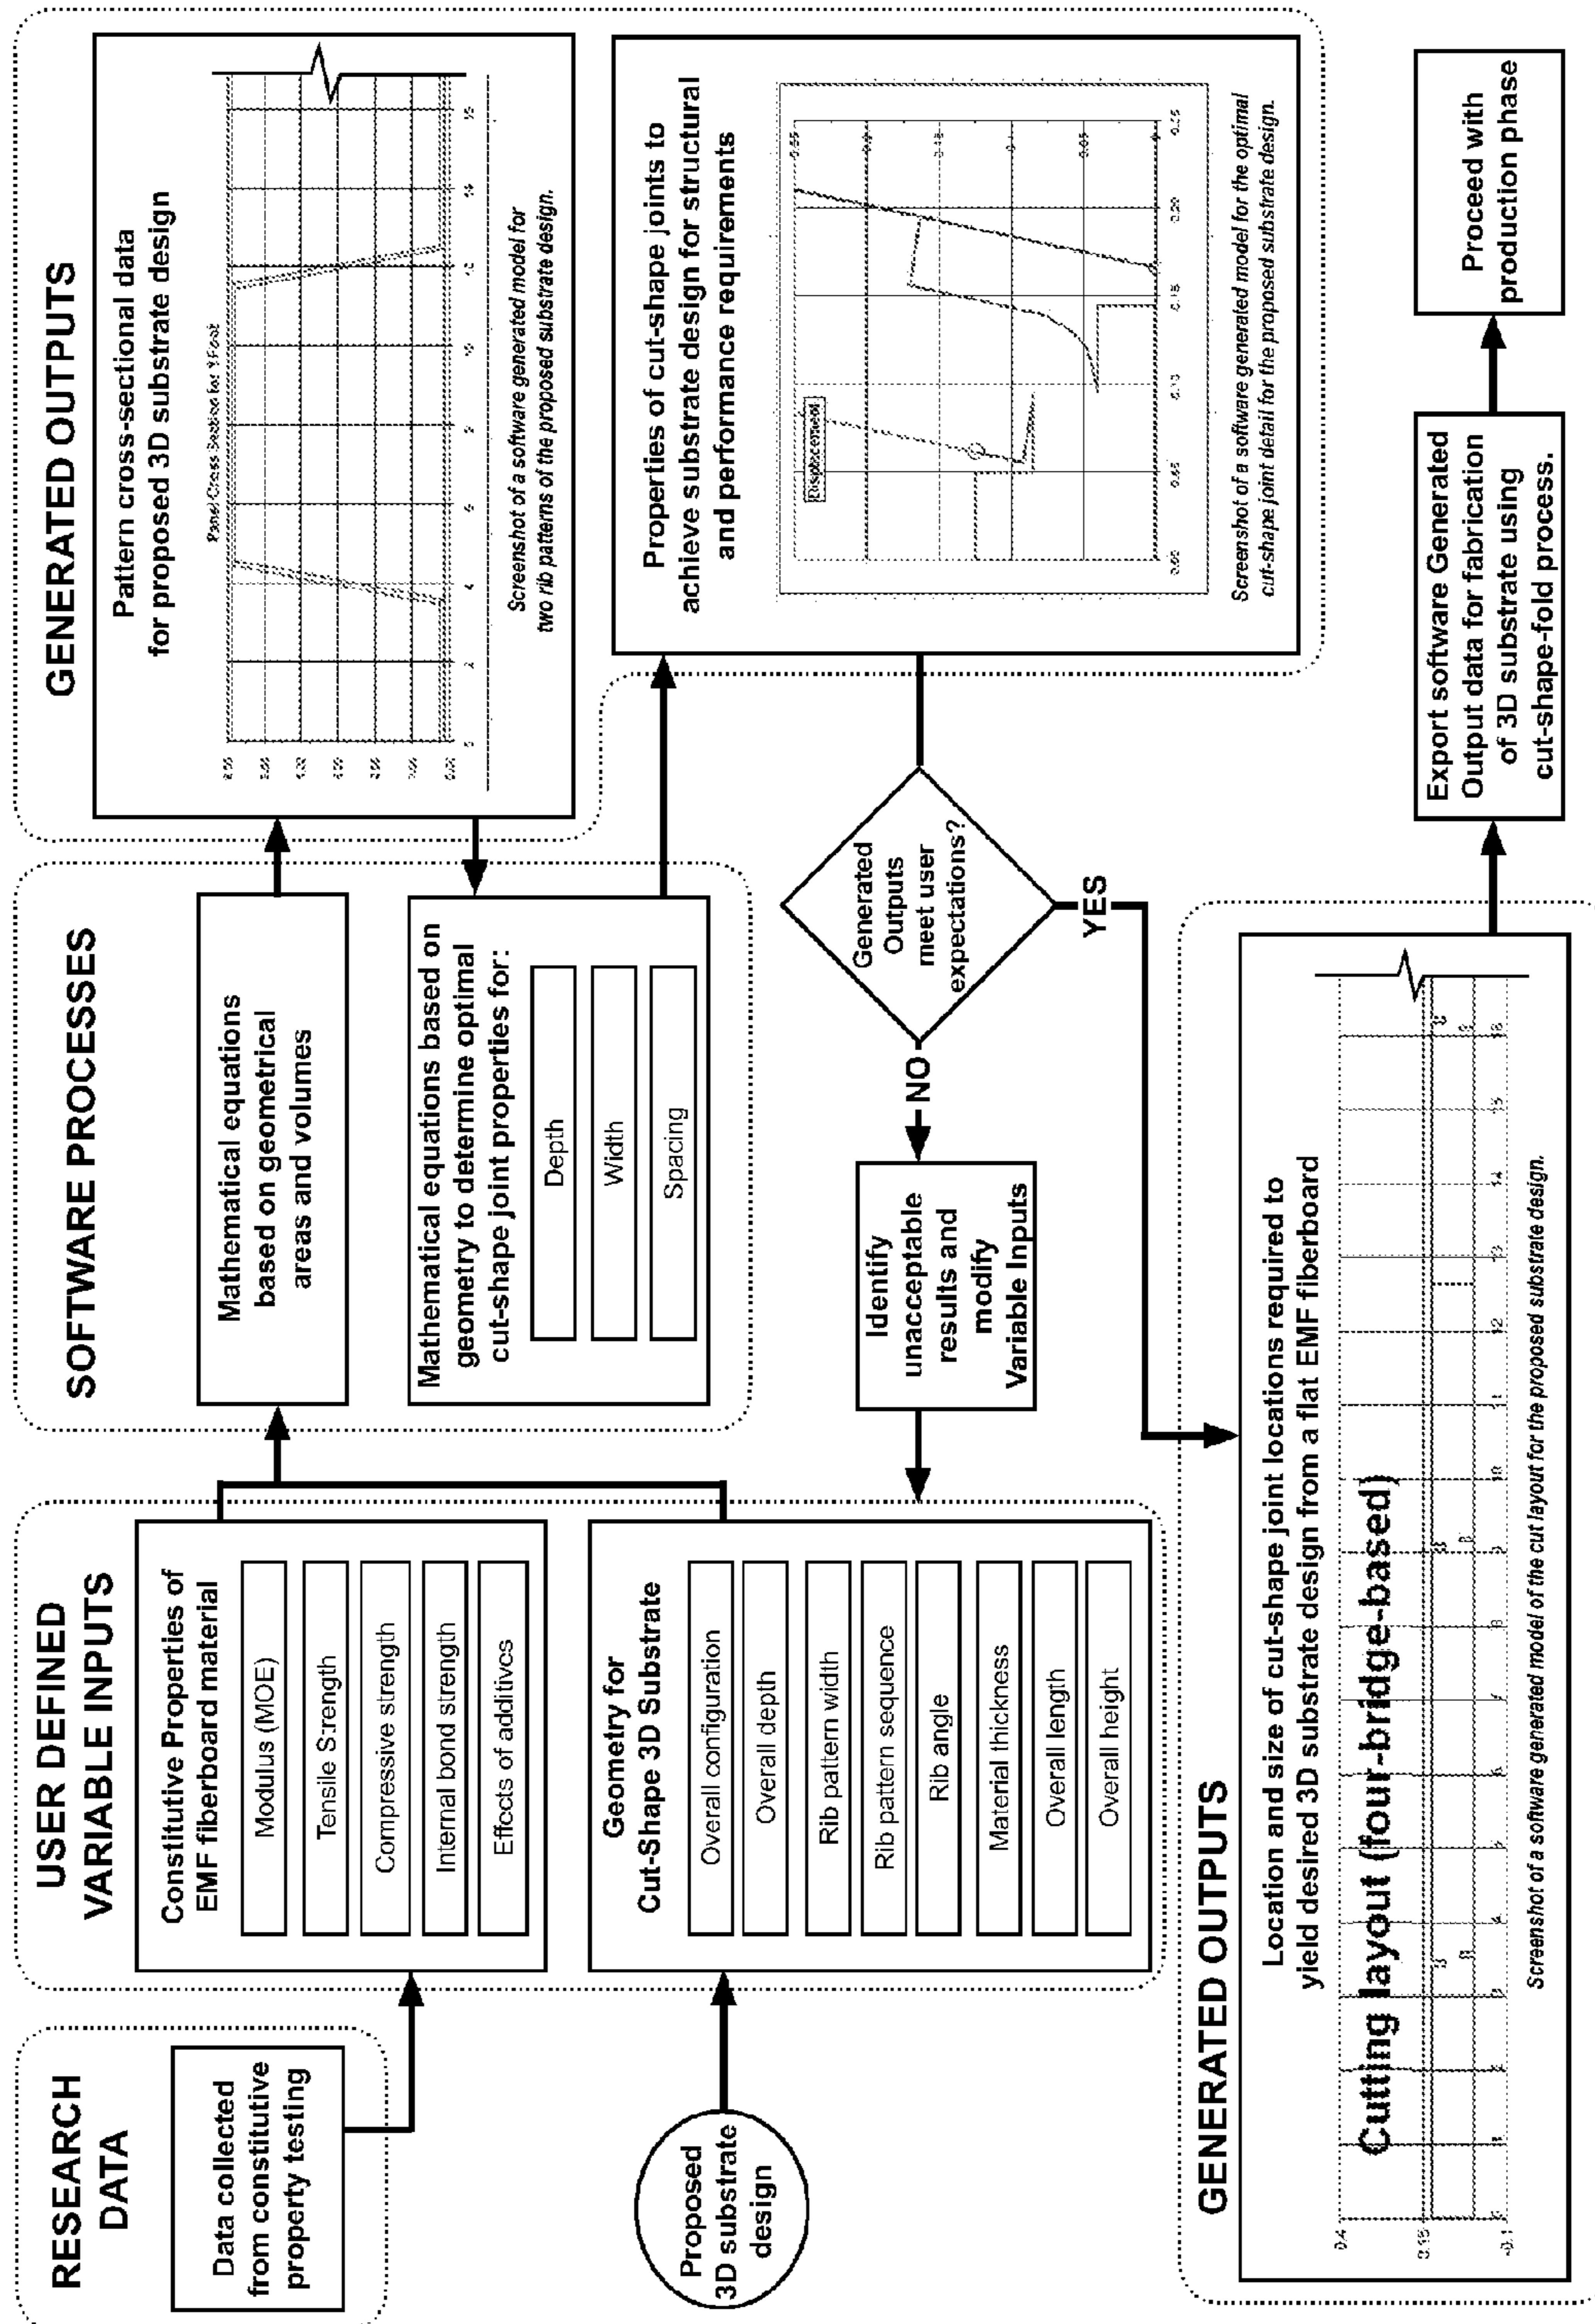 RESEARCH
DATA
Data collected
from constitutive
property testing
Proposed
3D substrate
design
USER DEFINED
VARIABLE INPUTS
Constitutive Properties of
EMF fiberboard material
Modulus (MOE)
Tensile Strength
Compressive strength
Internal bond strength
Effects of additives
Geometry for
Cut-Shape 3D Substrate
Overall configuration
Overall depth
Rib pattern width
Rib pattern sequence
Rib angle
Material thickness
Overall length
Overall height
SOFTWARE PROCESSES
Mathematical equations
based on geometrical
areas and volumes
Mathematical equations based on
geometry to determine optimal
cut-shape joint properties for:
Depth
Width
Spacing
GENERATED OUTPUTS
Pattern cross-sectional data
for proposed 3D substrate design
Screenshot of a software generated model for
two rib patterns of the proposed substrate design.
Properties of cut-shape joints to
achieve substrate design for structural
and performance requirements
Displacement
Screenshot of a software generated model for the optimal
cut-shape joint detail for the proposed substrate design.
Generated
Outputs
meet user
expectations?
NO
YES
Identify
unacceptable
results and
modify
Variable Inputs
GENERATED OUTPUTS
Location and size of cut-shape joint locations required to
yield desired 3D substrate design from a flat EMF fiberboard
Cutting layout (four-bridge-based)
Screenshot of a software generated model of the cut layout for the proposed substrate design.
Export software Generated
Output data for fabrication
of 3D substrate using
cut-shape-fold process.
Proceed with
production phase